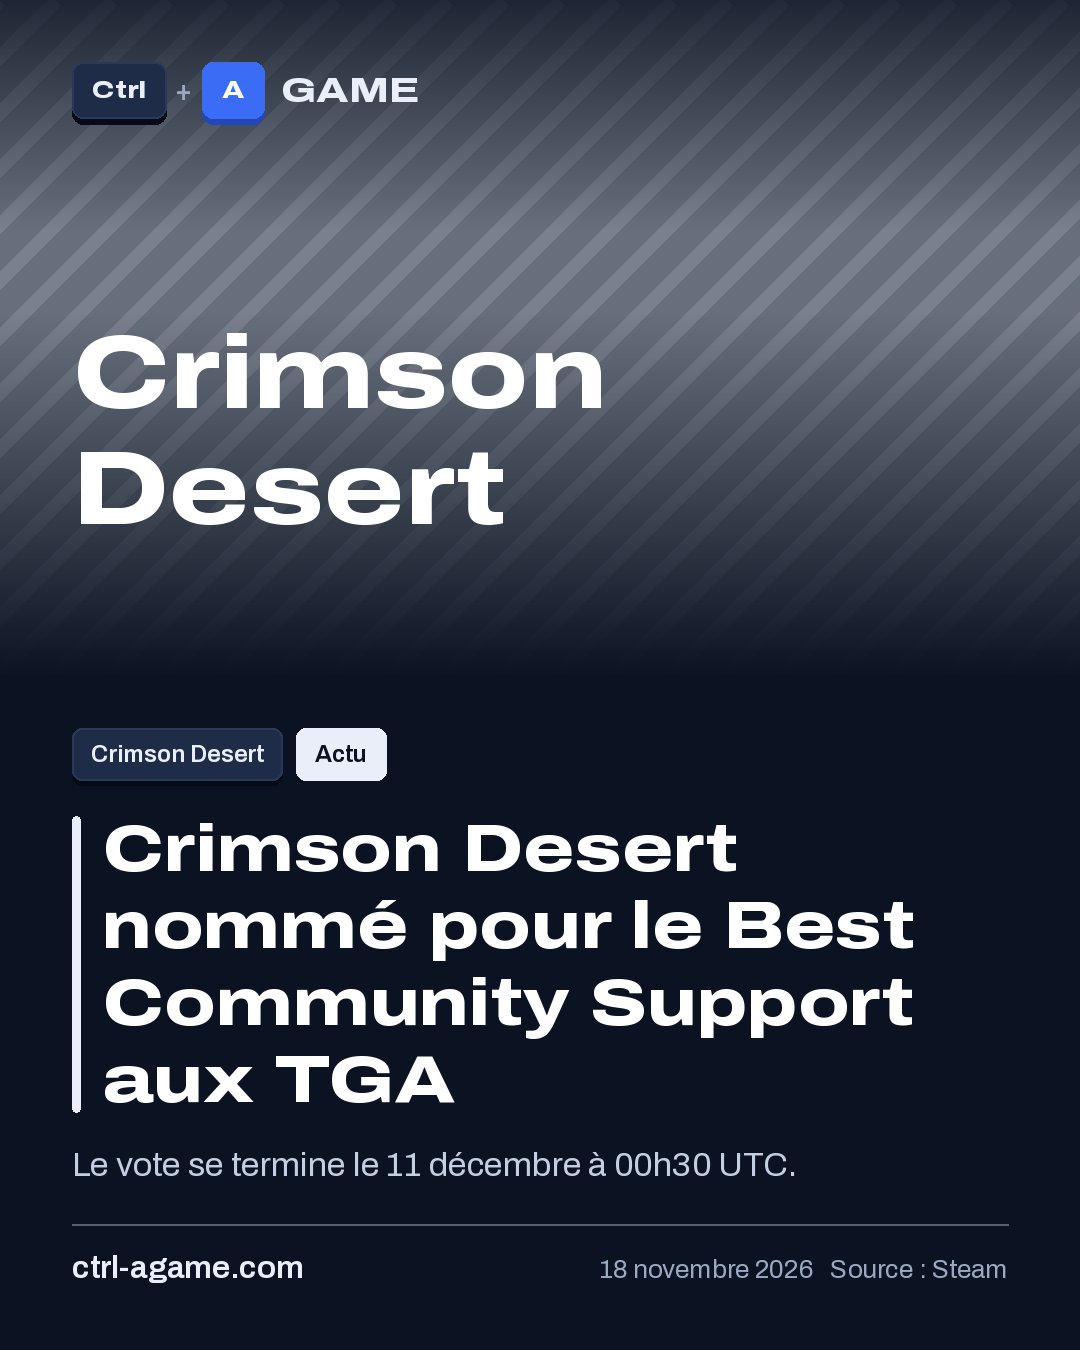 Ctrl + A GAME
Crimson
Desert
Crimson Desert Actu
Crimson Desert
nommé pour le Best
Community Support
aux TGA
Le vote se termine le 11 décembre à 00h30 UTC.
ctrl-agame.com 18 novembre 2026 Source : Steam